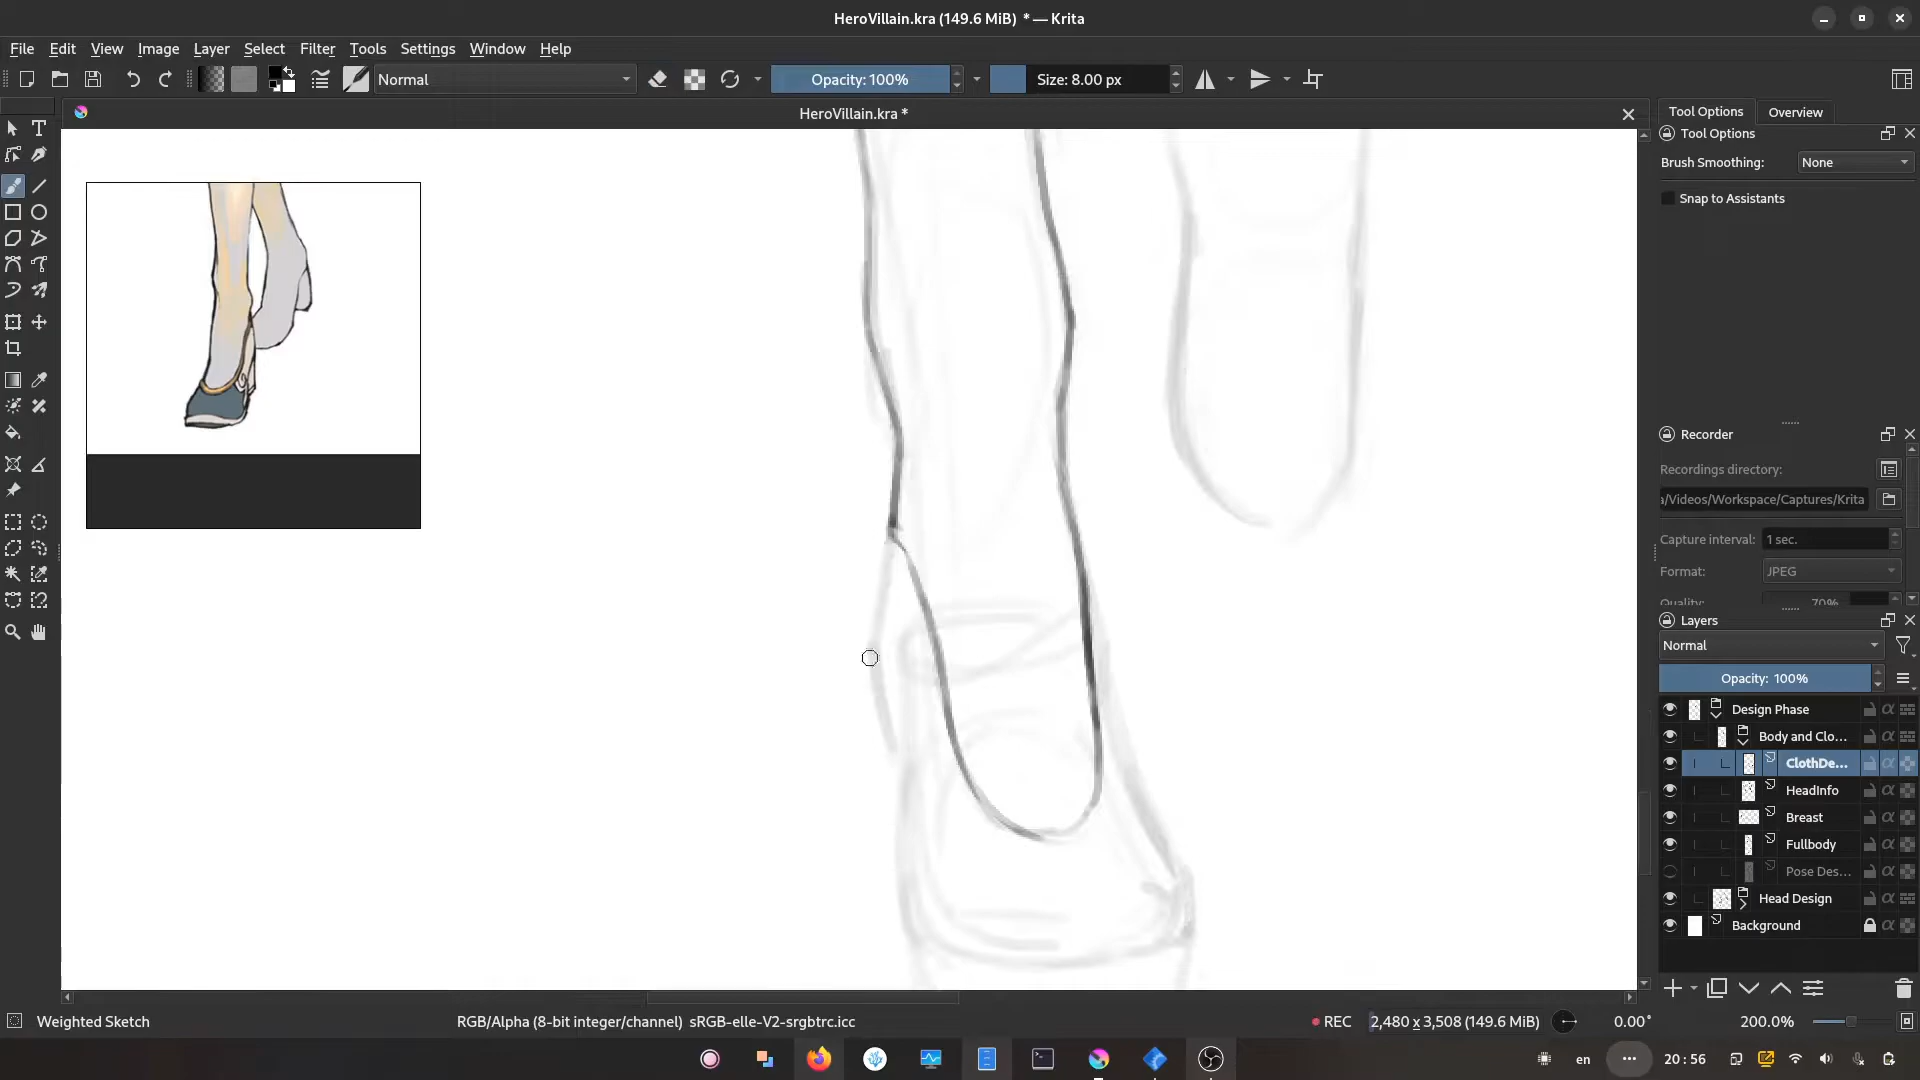 HeroVillain.kra (149.6 MiB) * — Krita
File Edit View Image Layer Select Filter Tools Settings Window Help
Normal Opacity: 100% Size: 8.00 px
HeroVillain.kra *
Tool Options Overview
Tool Options
Brush Smoothing: None
Snap to Assistants
Recorder
Recordings directory:
/Videos/Workspace/Captures/Krita
Capture interval: 1 sec.
Format: JPEG
Quality: 70%
Layers
Normal
Opacity: 100%
Design Phase
Body and Clo...
ClothDe...
HeadInfo
Breast
Fullbody
Pose Des...
Head Design
Background
Weighted Sketch RGB/Alpha (8-bit integer/channel) sRGB-elle-V2-srgbtrc.icc REC 2,480 x 3,508 (149.6 MiB) 0.00° 200.0%
en 20 : 56